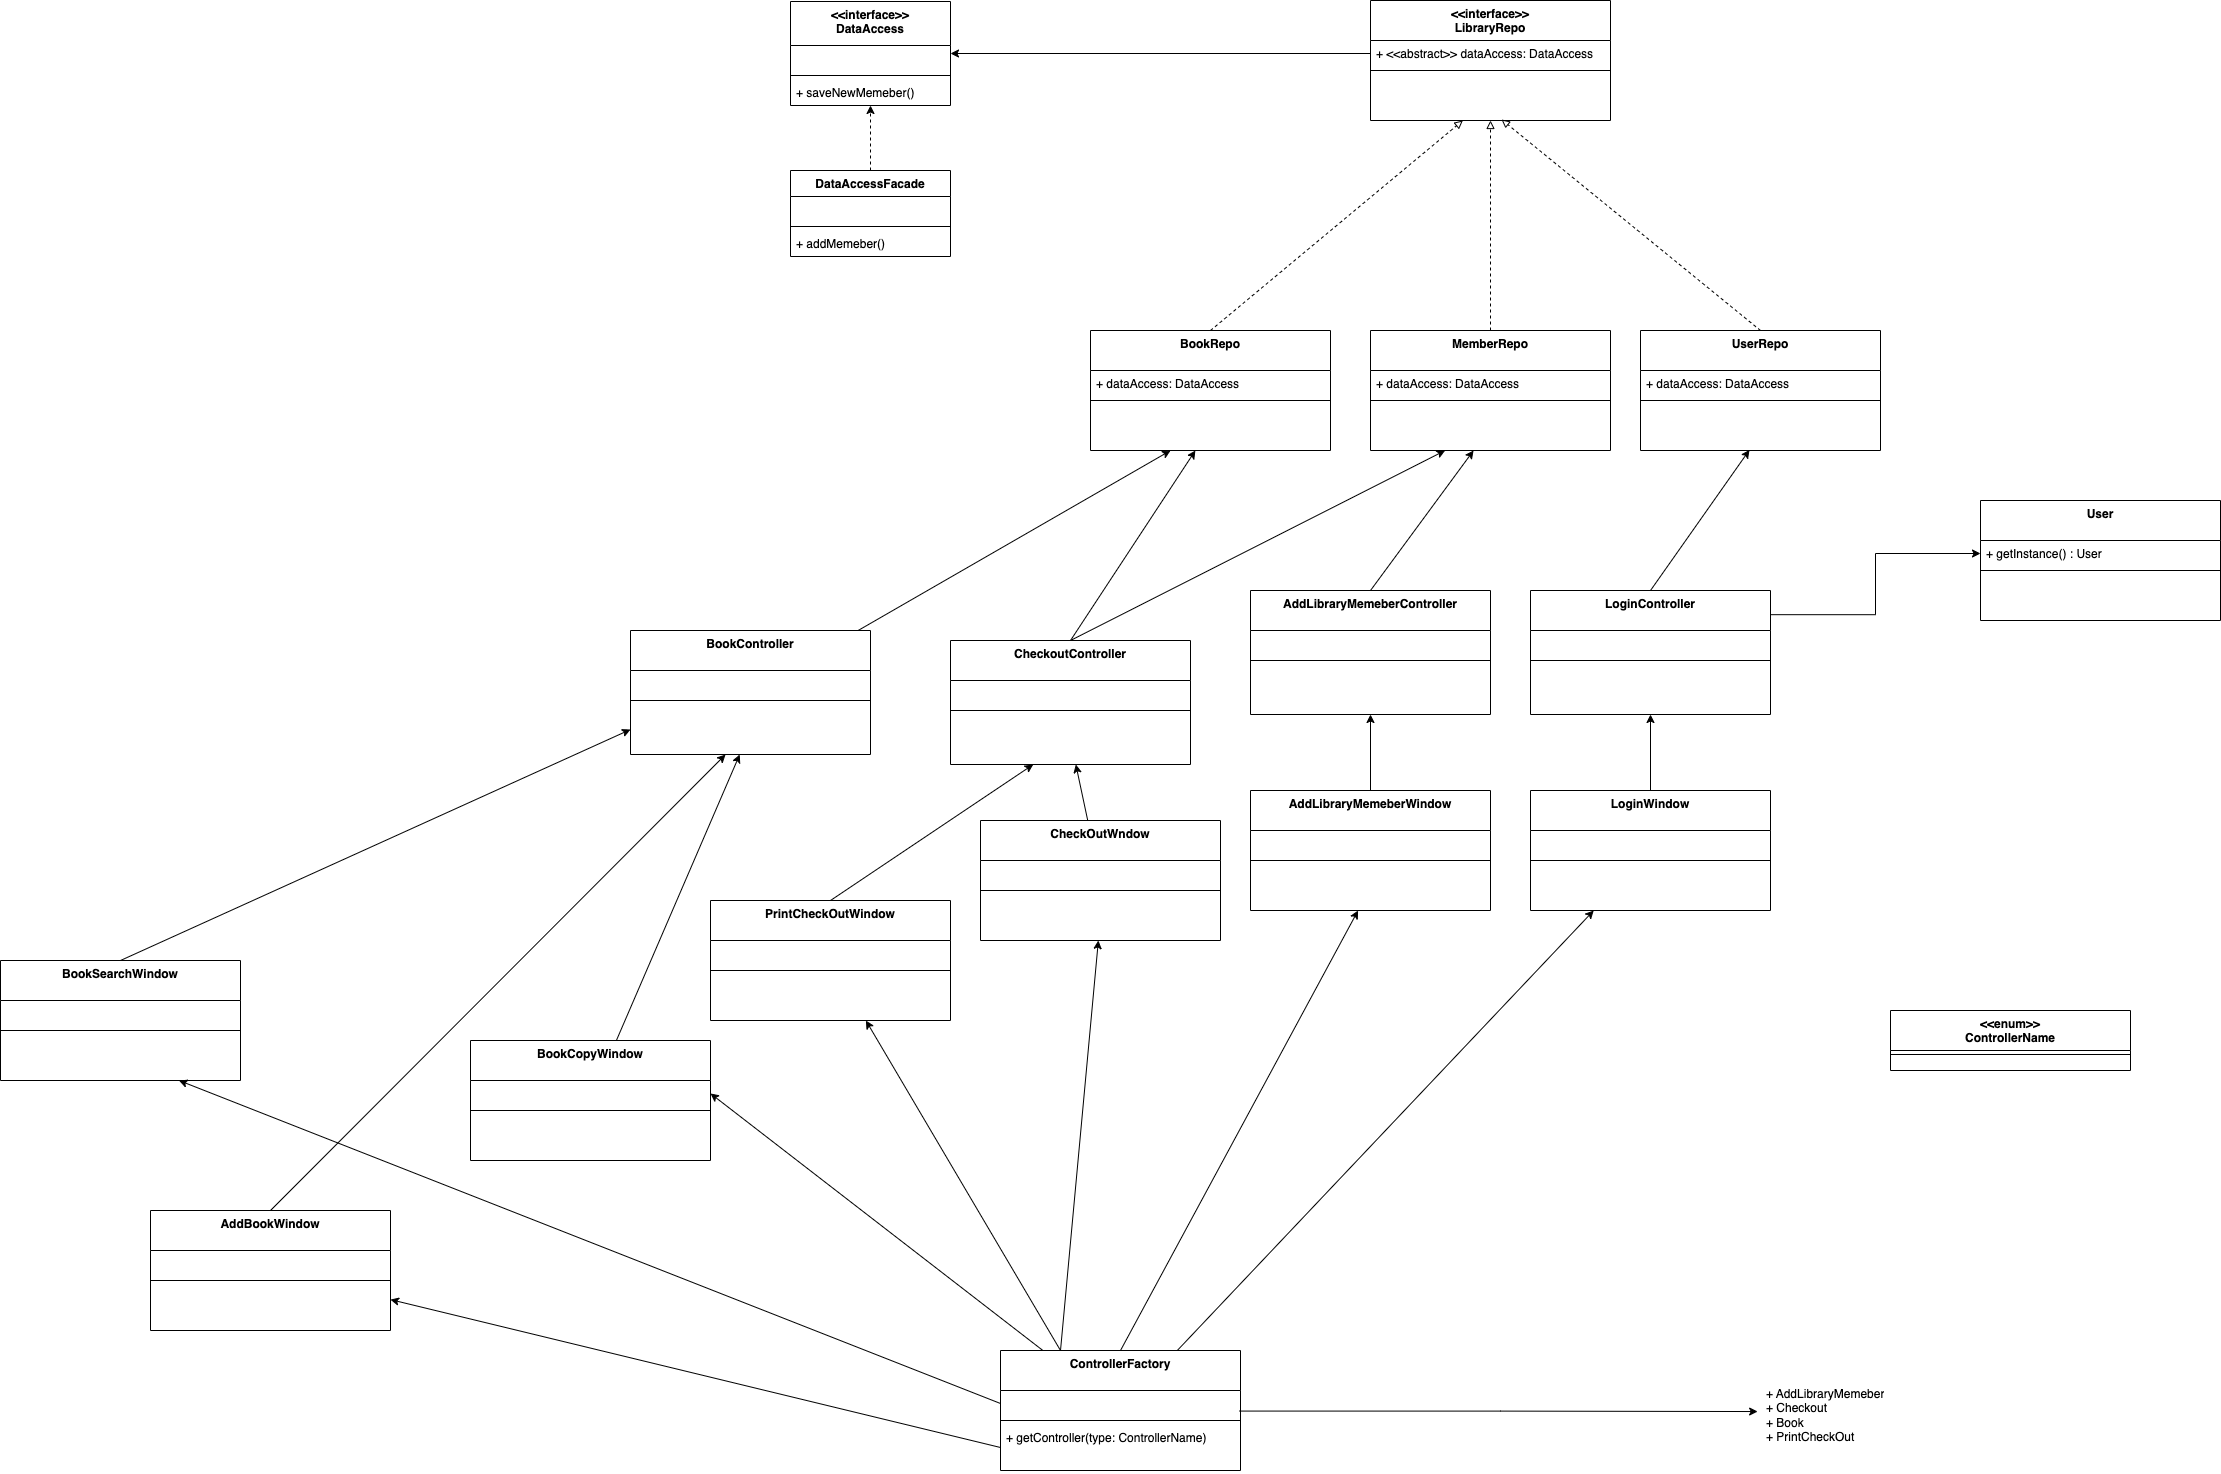 <<interface>>
DataAccess
+ saveNewMemeber()
<<interface>>
LibraryRepo
+ <<abstract>> dataAccess: DataAccess
DataAccessFacade
+ addMemeber()
BookRepo
+ dataAccess: DataAccess
MemberRepo
+ dataAccess: DataAccess
UserRepo
+ dataAccess: DataAccess
User
+ getInstance() : User
BookController
CheckoutController
AddLibraryMemeberController
LoginController
AddLibraryMemeberWindow
LoginWindow
CheckOutWndow
PrintCheckOutWindow
BookSearchWindow
BookCopyWindow
<<enum>>
ControllerName
AddBookWindow
ControllerFactory
+ getController(type: ControllerName)
+ AddLibraryMemeber
+ Checkout
+ Book
+ PrintCheckOut